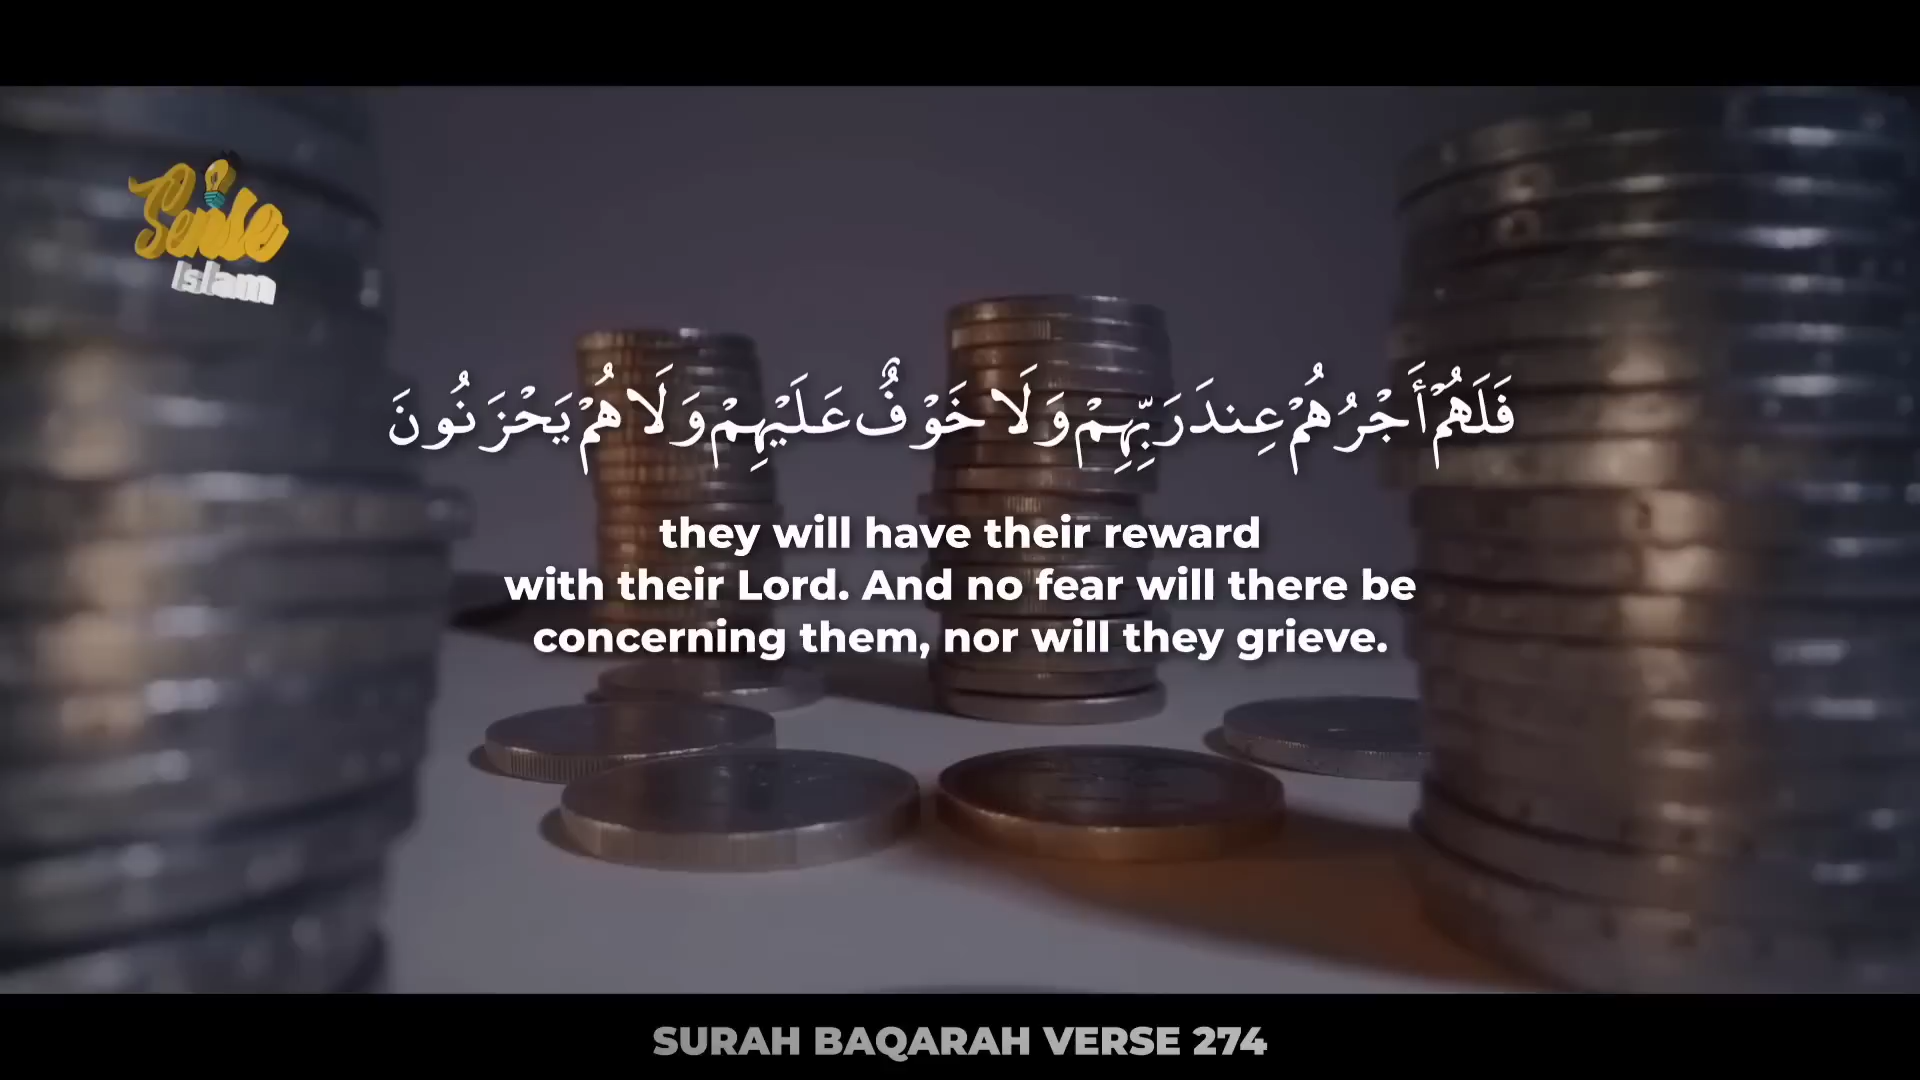 Sense
Islam
فَلَهُمْ أَجْرُهُمْ عِندَ رَبِّهِمْ وَلَا خَوْفٌ عَلَيْهِمْ وَلَا هُمْ يَحْزَنُونَ
they will have their reward
with their Lord. And no fear will there be
concerning them, nor will they grieve.
SURAH BAQARAH VERSE 274